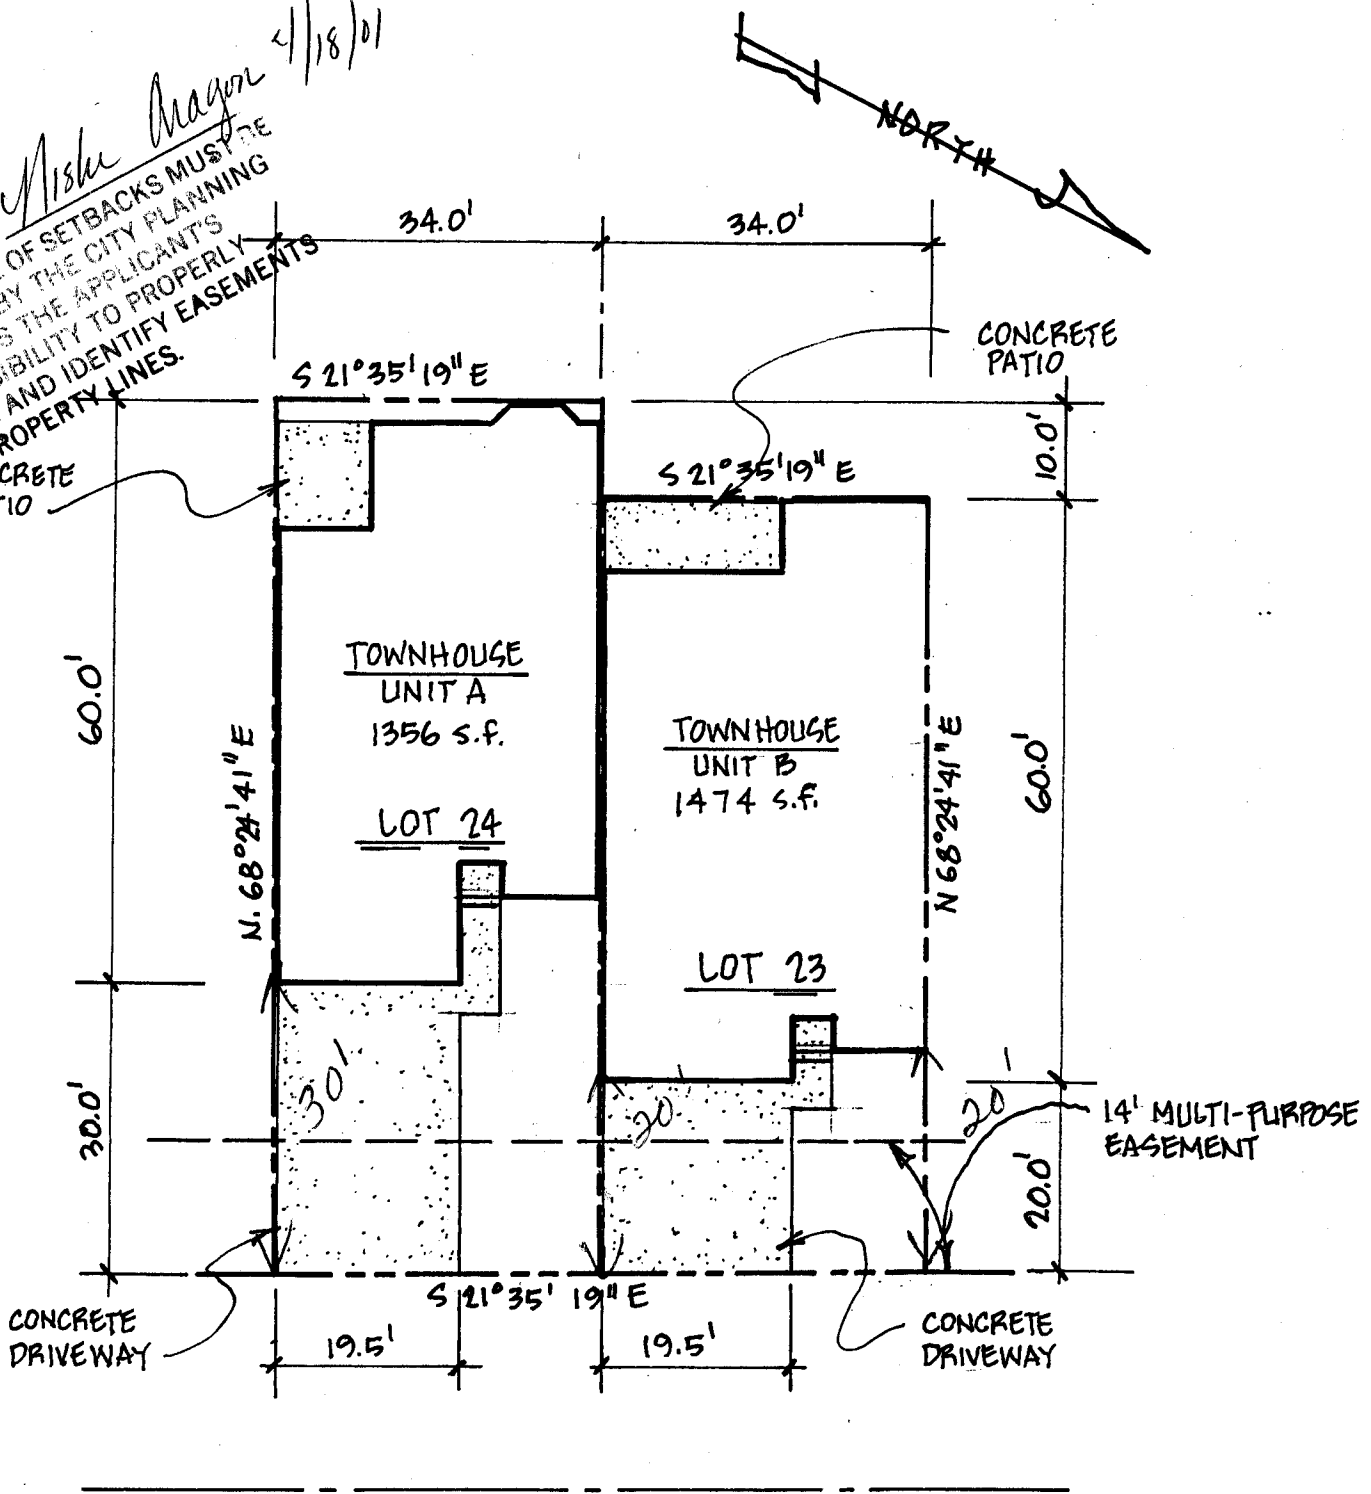 4/18/01
Aragon
OF SETBACKS MUST BE
BY THE CITY PLANNING
THE APPLICANT'S
TO PROPERLY
AND IDENTIFY EASEMENTS
PROPERTY LINES.
NORTH
34.0'
34.0'
CONCRETE
PATIO
S 21°35'19" E
10.0'
S 21°35'19" E
60.0'
TOWNHOUSE
UNIT A
1356 S.F.
LOT 24
N. 68°24'41" E
TOWNHOUSE
UNIT B
1474 S.F.
LOT 23
N 68°24'41" E
60.0'
30.0'
30'
20'
20'
20.0'
14' MULTI-PURPOSE
EASEMENT
S 21°35' 19" E
CONCRETE
DRIVEWAY
19.5'
19.5'
CONCRETE
DRIVEWAY